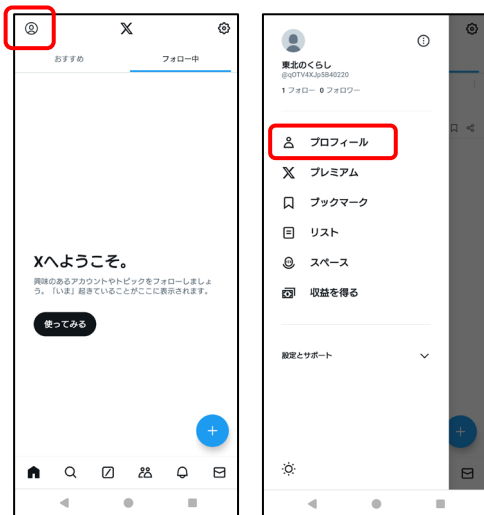 X
おすすめ
フォロー中
Xへようこそ。
興味のあるアカウントやトピックをフォローしましょ
う。「いま」起きていることがここに表示されます。
使ってみる
東北のくらし
@qOTV4XJp5B40220
1 フォロー 0 フォロワー
プロフィール
プレミアム
ブックマーク
リスト
スペース
収益を得る
設定とサポート